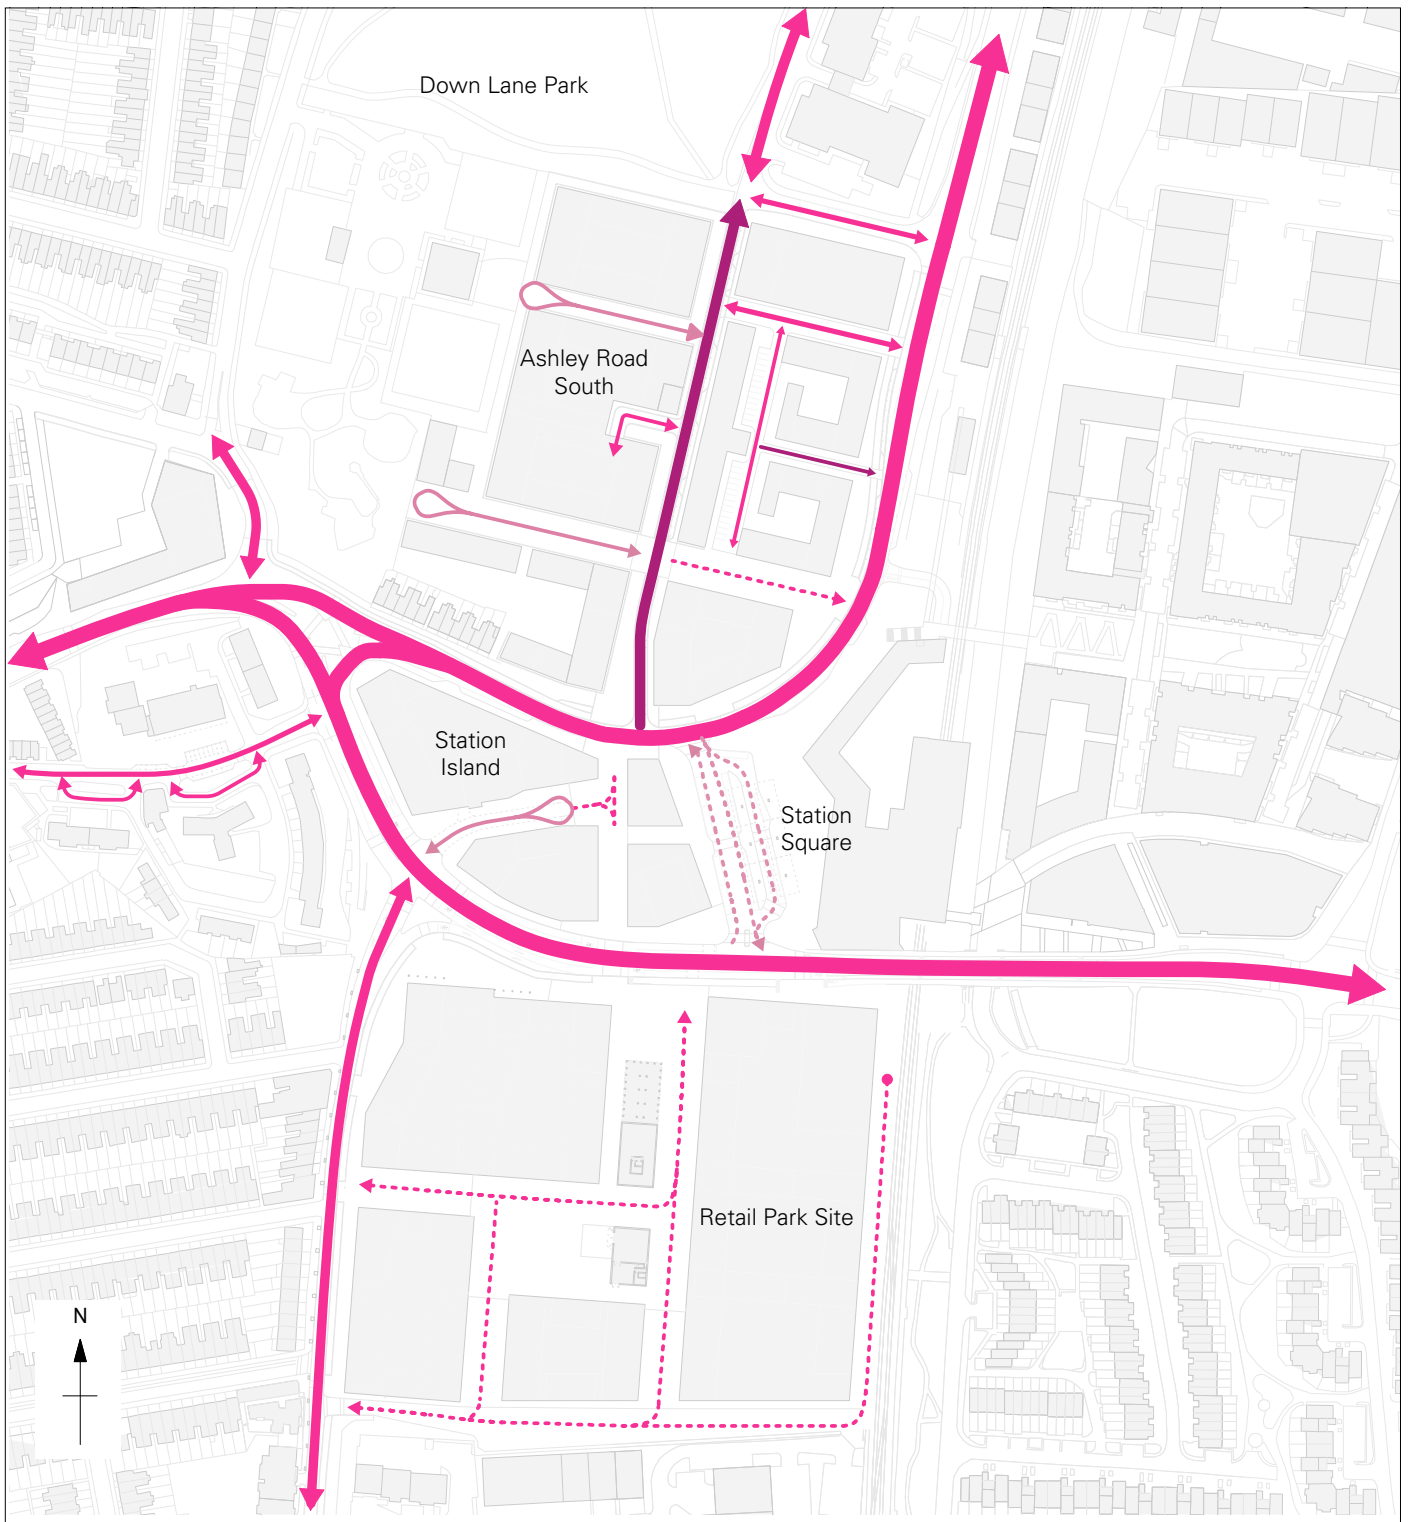 Down Lane Park
Ashley Road
South
Station
Island
Station
Square
Retail Park Site
N